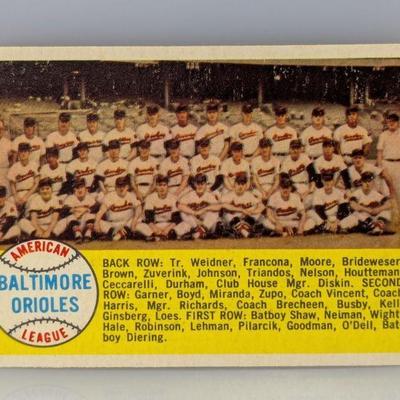 AMERICAN
BALTIMORE
ORIOLES
LEAGUE
BACK ROW: Tr. Weidner, Francona, Moore, Brideweser,
Brown, Zuverink, Johnson, Triandos, Nelson, Houtteman,
Ceccarelli, Durham, Club House Mgr. Diskin. SECOND
ROW: Garner, Boyd, Miranda, Zupo, Coach Vincent, Coach
Harris, Mgr. Richards, Coach Brecheen, Busby, Kell,
Ginsberg, Loes. FIRST ROW: Batboy Shaw, Neiman, Wight,
Hale, Robinson, Lehman, Pilarcik, Goodman, O'Dell, Bat-
boy Diering.